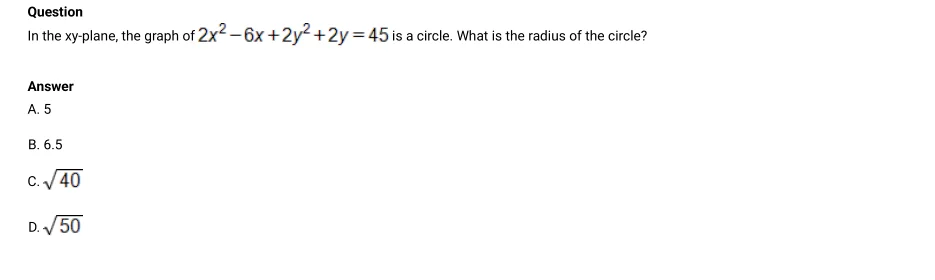 Question
In the xy-plane, the graph of 2x² – 6x + 2y² + 2y = 45 is a circle. What is the radius of the circle?
Answer
A. 5
B. 6.5
C. √40
D. √50